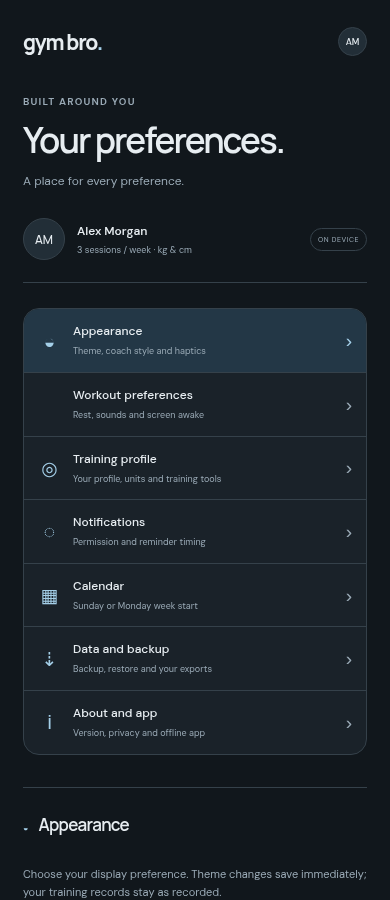 gym bro.
AM
BUILT AROUND YOU
Your preferences.
A place for every preference.
AM
Alex Morgan
3 sessions / week · kg & cm
ON DEVICE
Appearance
Theme, coach style and haptics
Workout preferences
Rest, sounds and screen awake
Training profile
Your profile, units and training tools
Notifications
Permission and reminder timing
Calendar
Sunday or Monday week start
Data and backup
Backup, restore and your exports
About and app
Version, privacy and offline app
Appearance
Choose your display preference. Theme changes save immediately;
your training records stay as recorded.